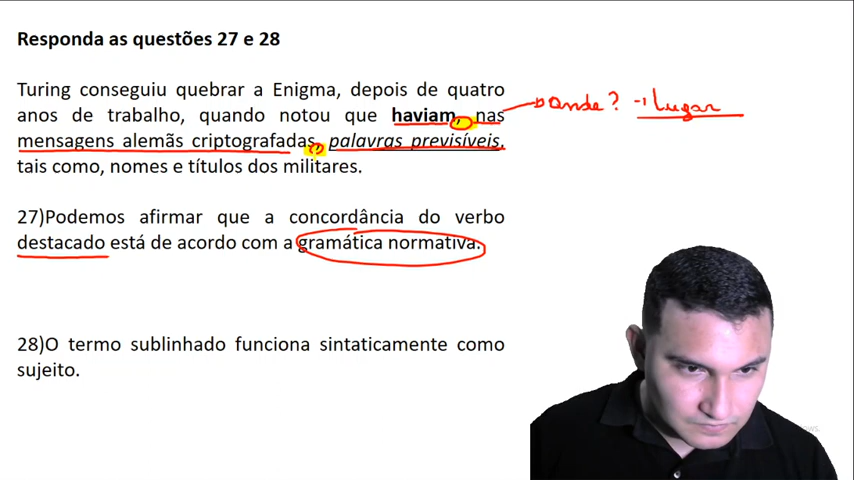 Responda as questões 27 e 28
Turing conseguiu quebrar a Enigma, depois de quatro
anos de trabalho, quando notou que haviam, nas
Onde? → Lugar
mensagens alemãs criptografadas, palavras previsíveis,
tais como, nomes e títulos dos militares.
27)Podemos afirmar que a concordância do verbo
destacado está de acordo com a gramática normativa.
28)O termo sublinhado funciona sintaticamente como
sujeito.